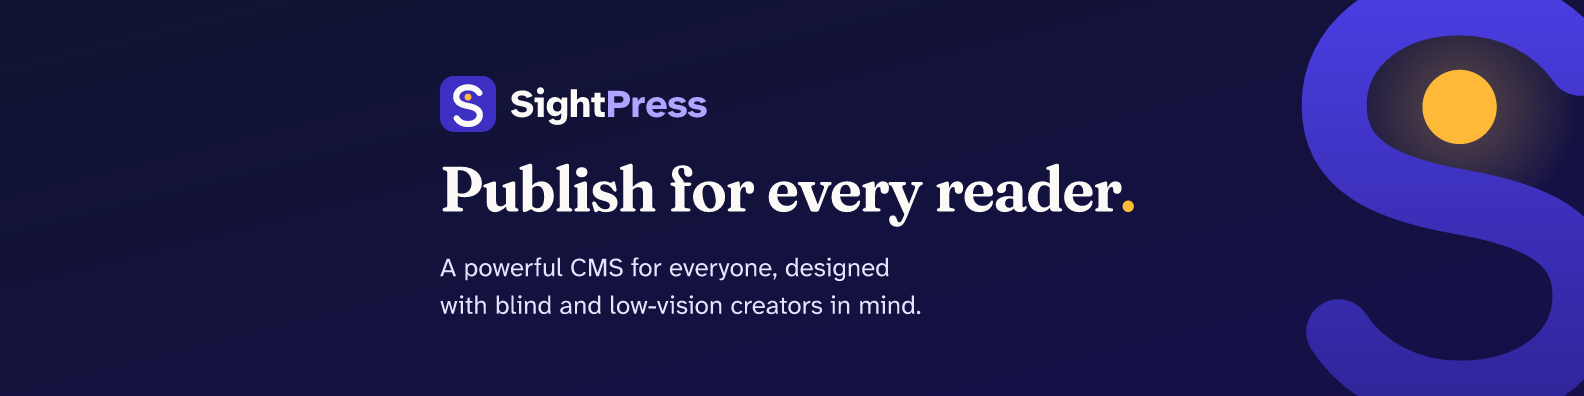 SightPress
Publish for every reader.
A powerful CMS for everyone, designed
with blind and low-vision creators in mind.